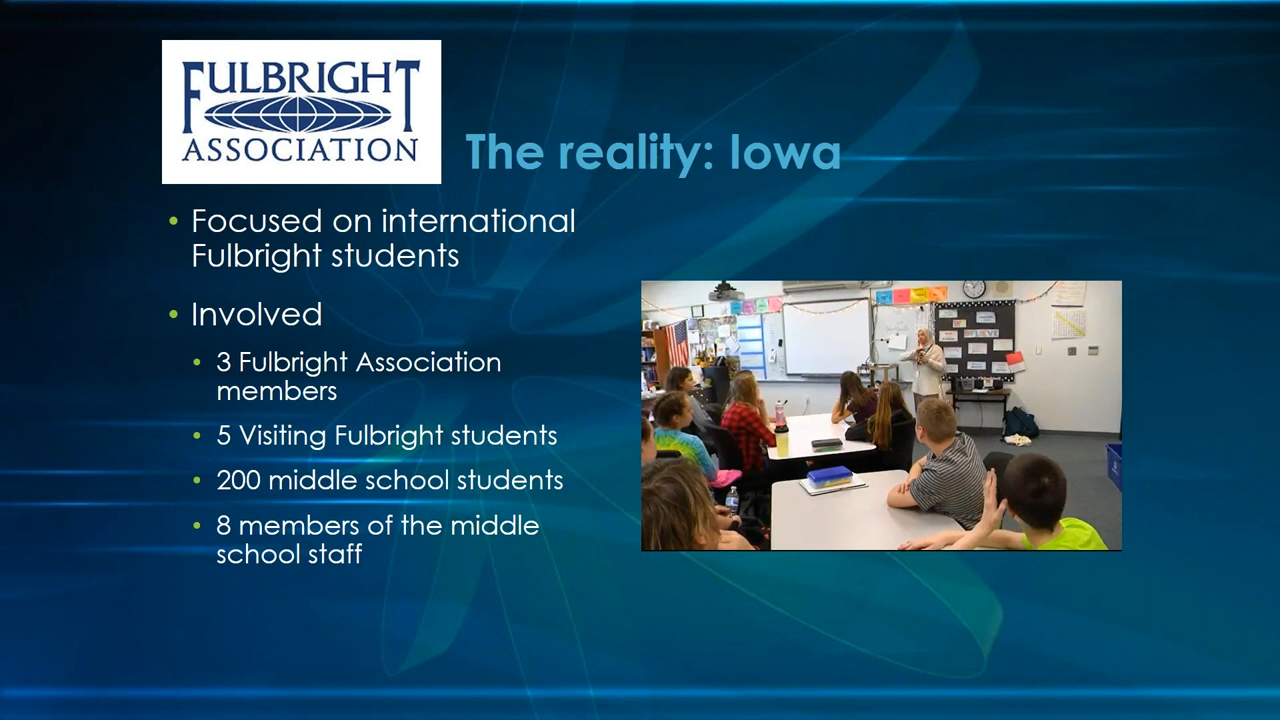 FULBRIGHT
ASSOCIATION
The reality: Iowa
• Focused on international
Fulbright students
• Involved
• 3 Fulbright Association
members
• 5 Visiting Fulbright students
• 200 middle school students
• 8 members of the middle
school staff